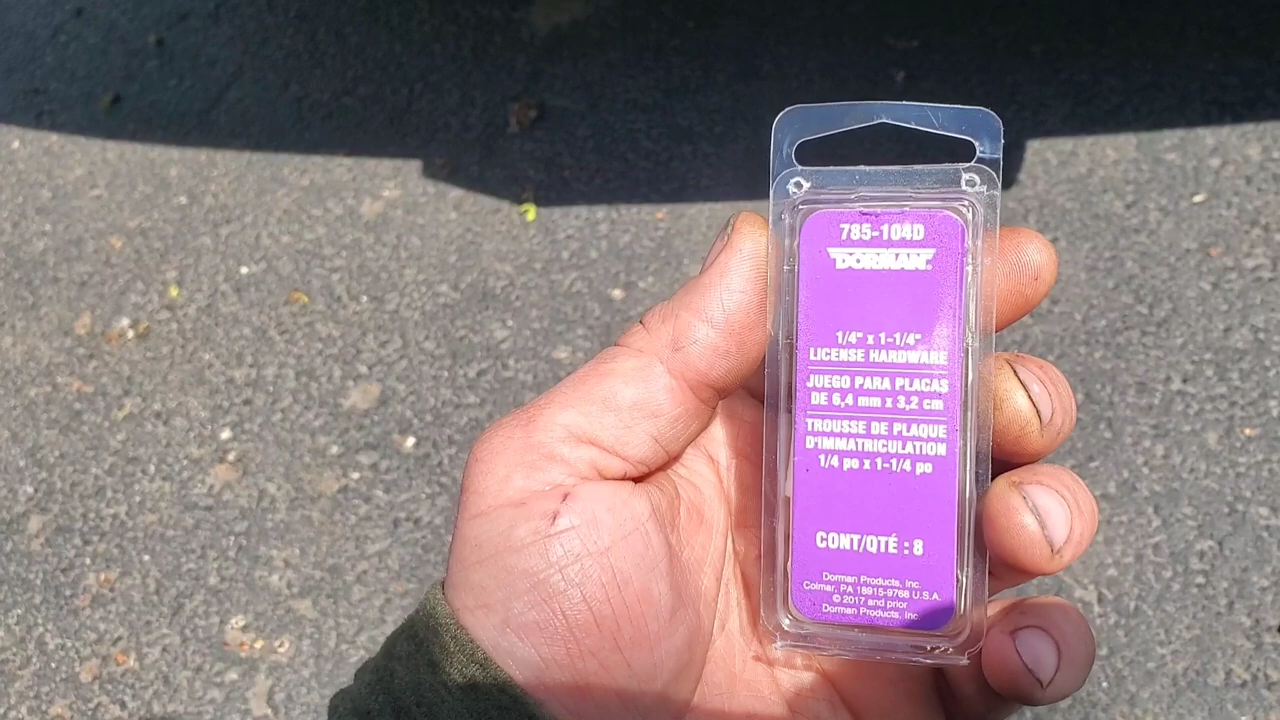 785-104D
DORMAN®
1/4" x 1-1/4"
LICENSE HARDWARE
JUEGO PARA PLACAS
DE 6,4 mm x 3,2 cm
TROUSSE DE PLAQUE
D'IMMATRICULATION
1/4 po x 1-1/4 po
CONT/QTÉ : 8
Dorman Products, Inc.
Colmar, PA 18915-9768 U.S.A.
© 2017 and prior
Dorman Products, Inc.